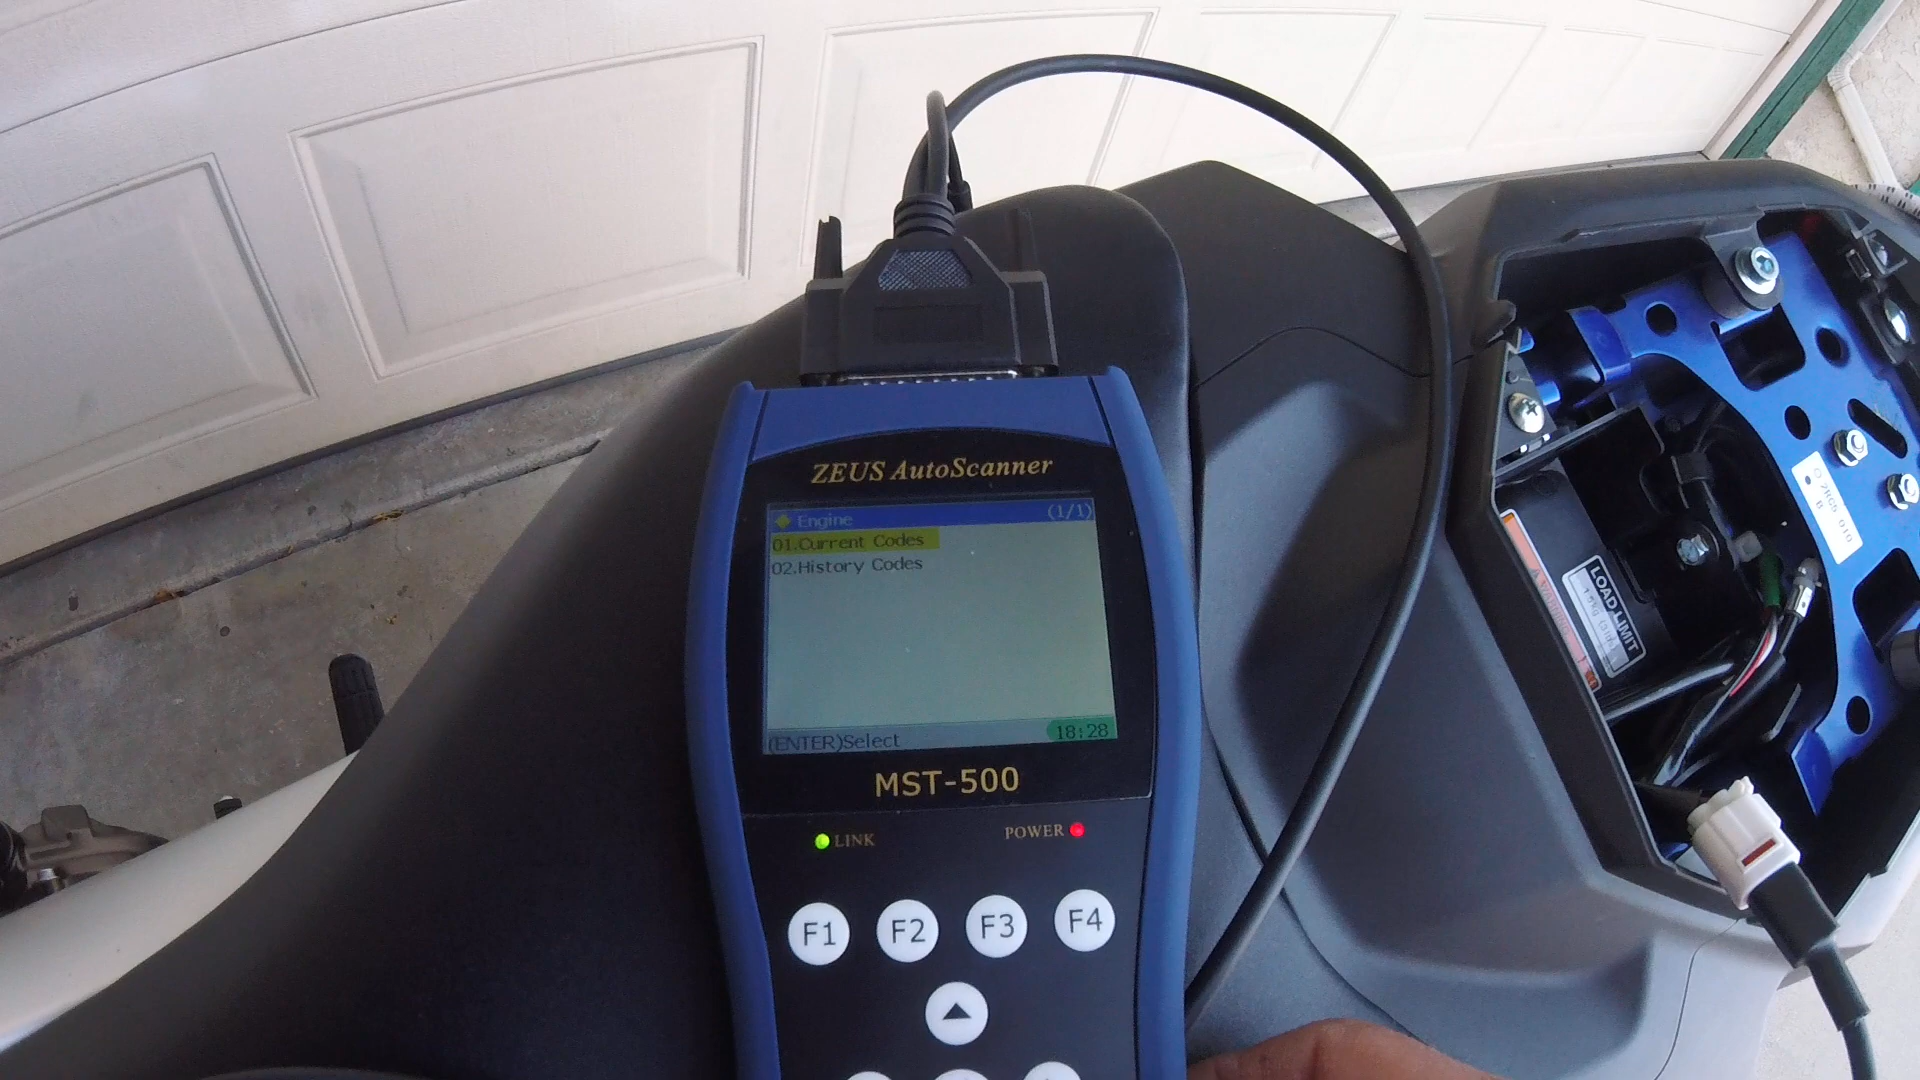 ZEUS AutoScanner
Engine (1/1)
01.Current Codes
02.History Codes
(ENTER)Select 18:28
MST-500
LINK POWER
F1 F2 F3 F4
LOAD LIMIT